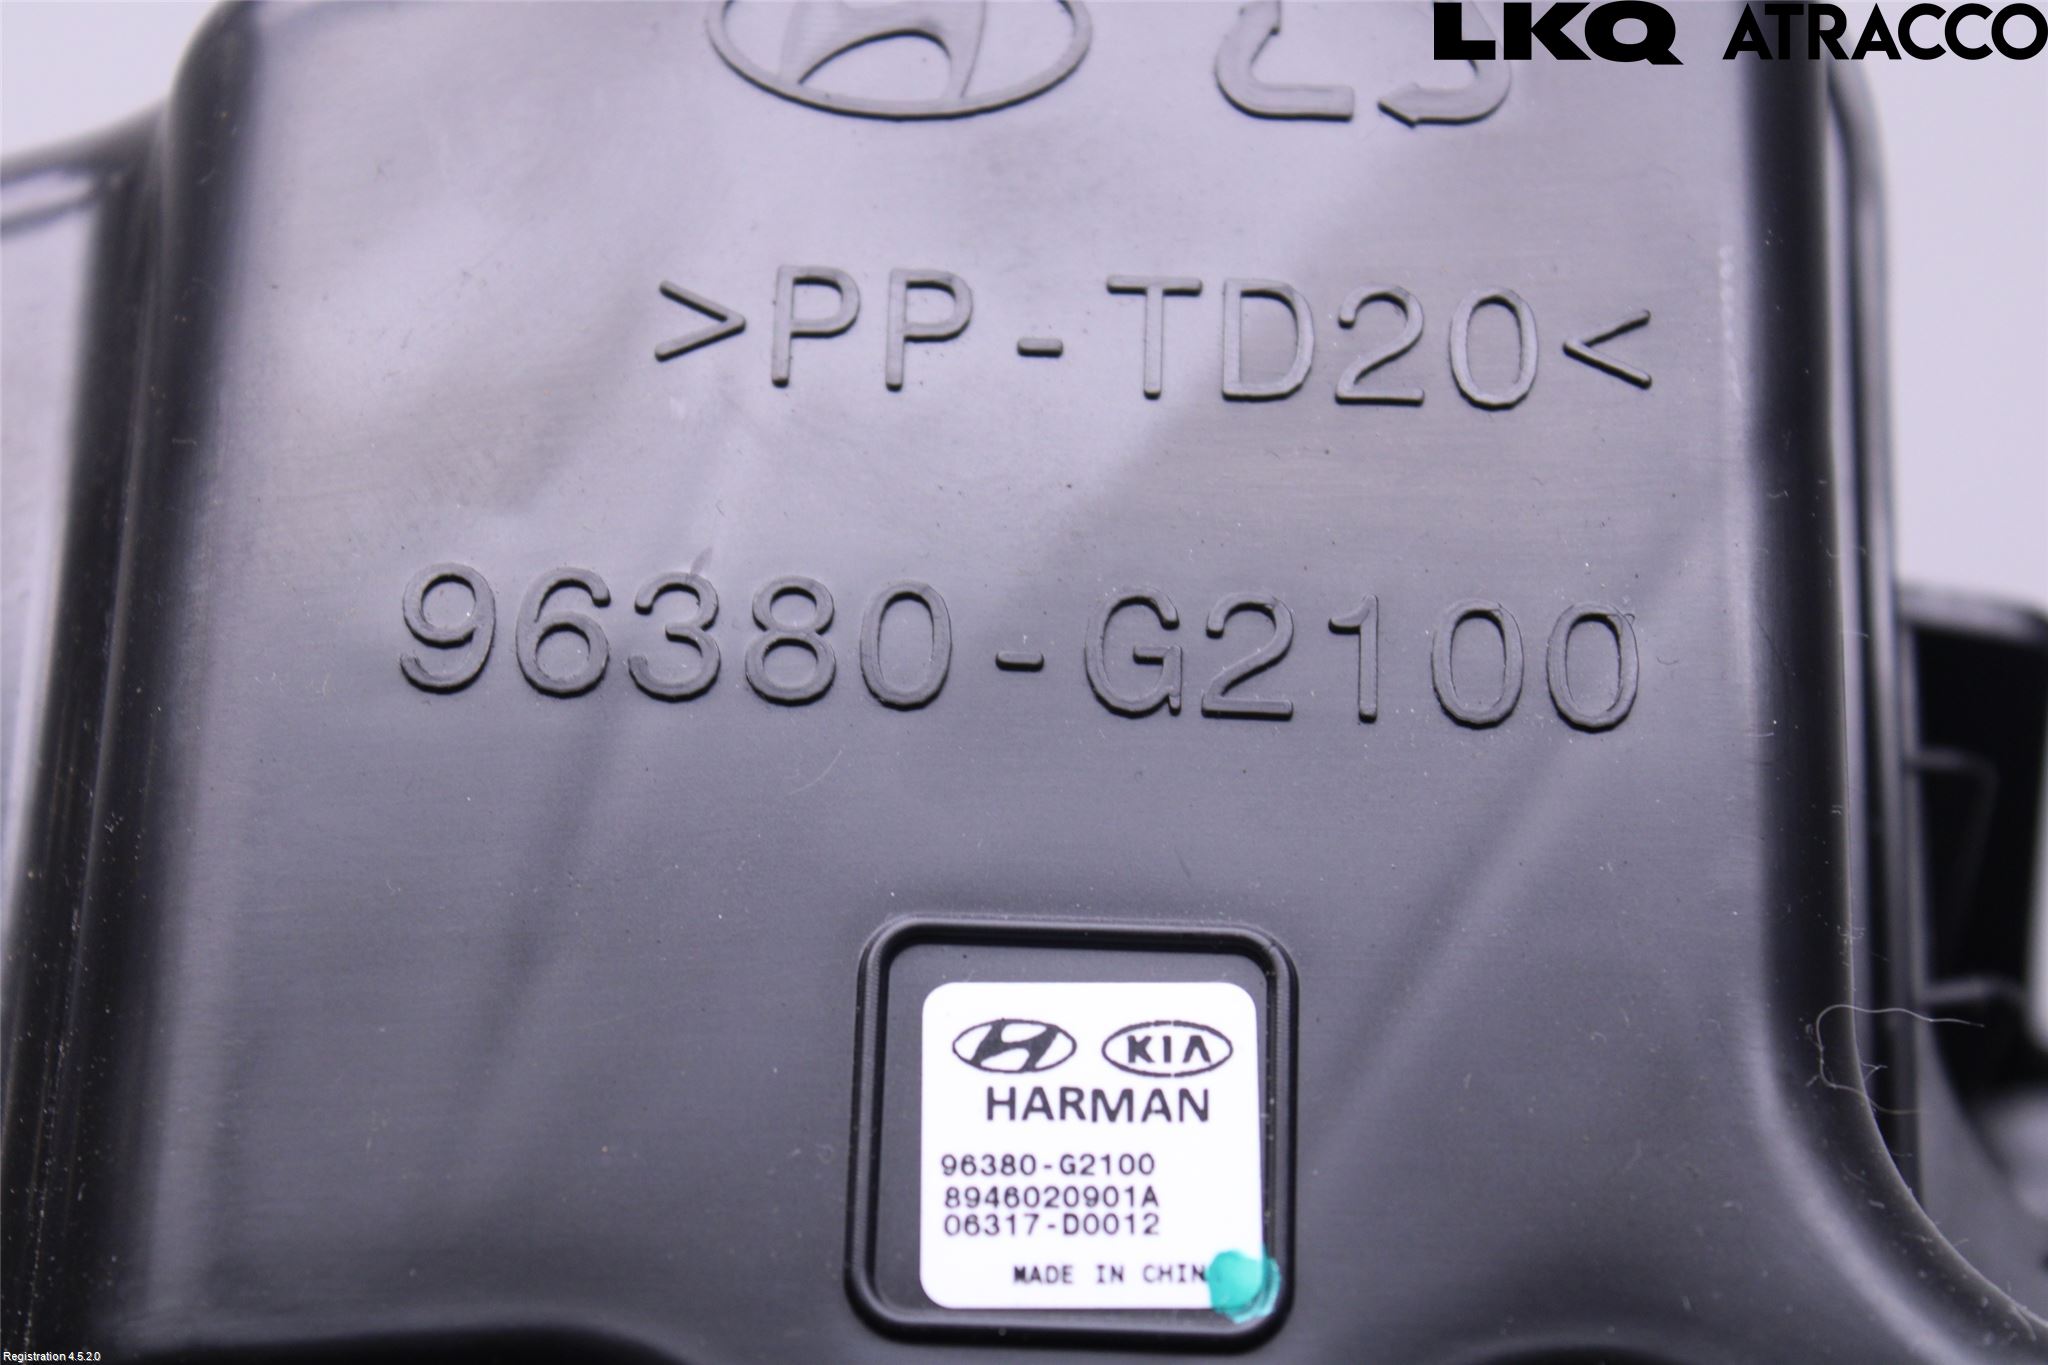 LKQ ATRACCO
>PP-TD20<
96380-G2100
KIA
HARMAN
96380-G2100
8946020901A
06317-D0012
MADE IN CHIN
Registration 4.5.2.0